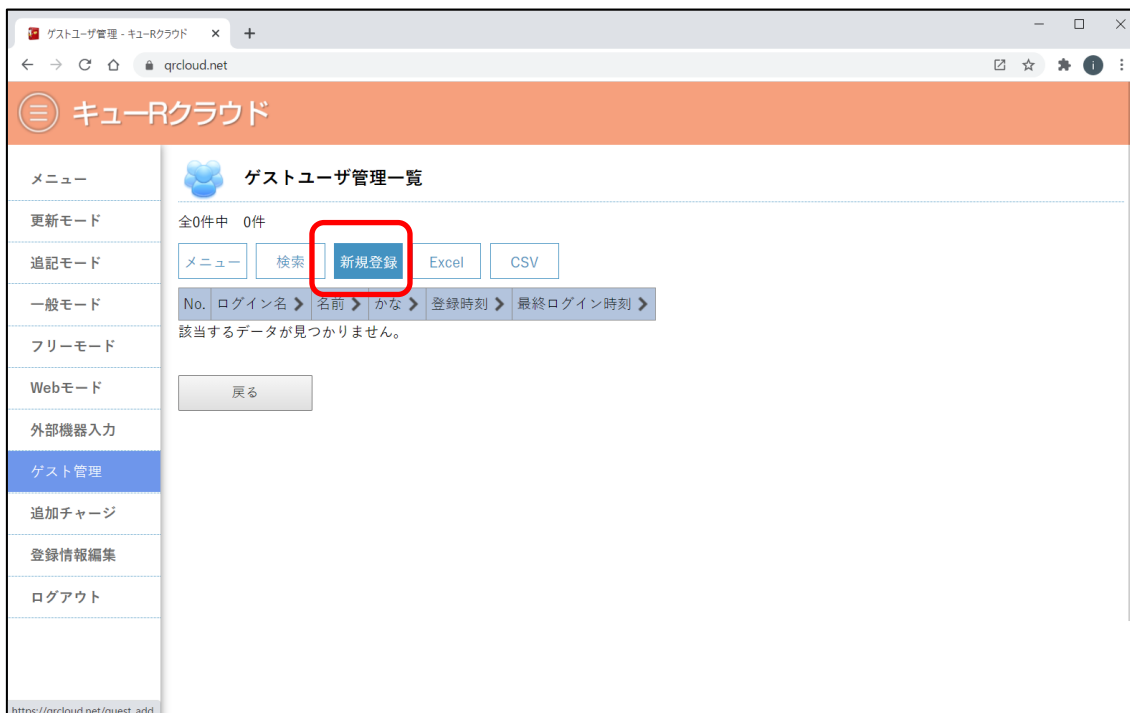 ゲストユーザ管理 - キューRクラウド
qrcloud.net
i
キューRクラウド
メニュー
更新モード
追記モード
一般モード
フリーモード
Webモード
外部機器入力
ゲスト管理
追加チャージ
登録情報編集
ログアウト
ゲストユーザ管理一覧
全0件中 0件
メニュー 検索 新規登録 Excel CSV
No. ログイン名 名前 かな 登録時刻 最終ログイン時刻
該当するデータが見つかりません。
戻る
https://qrcloud.net/guest_add